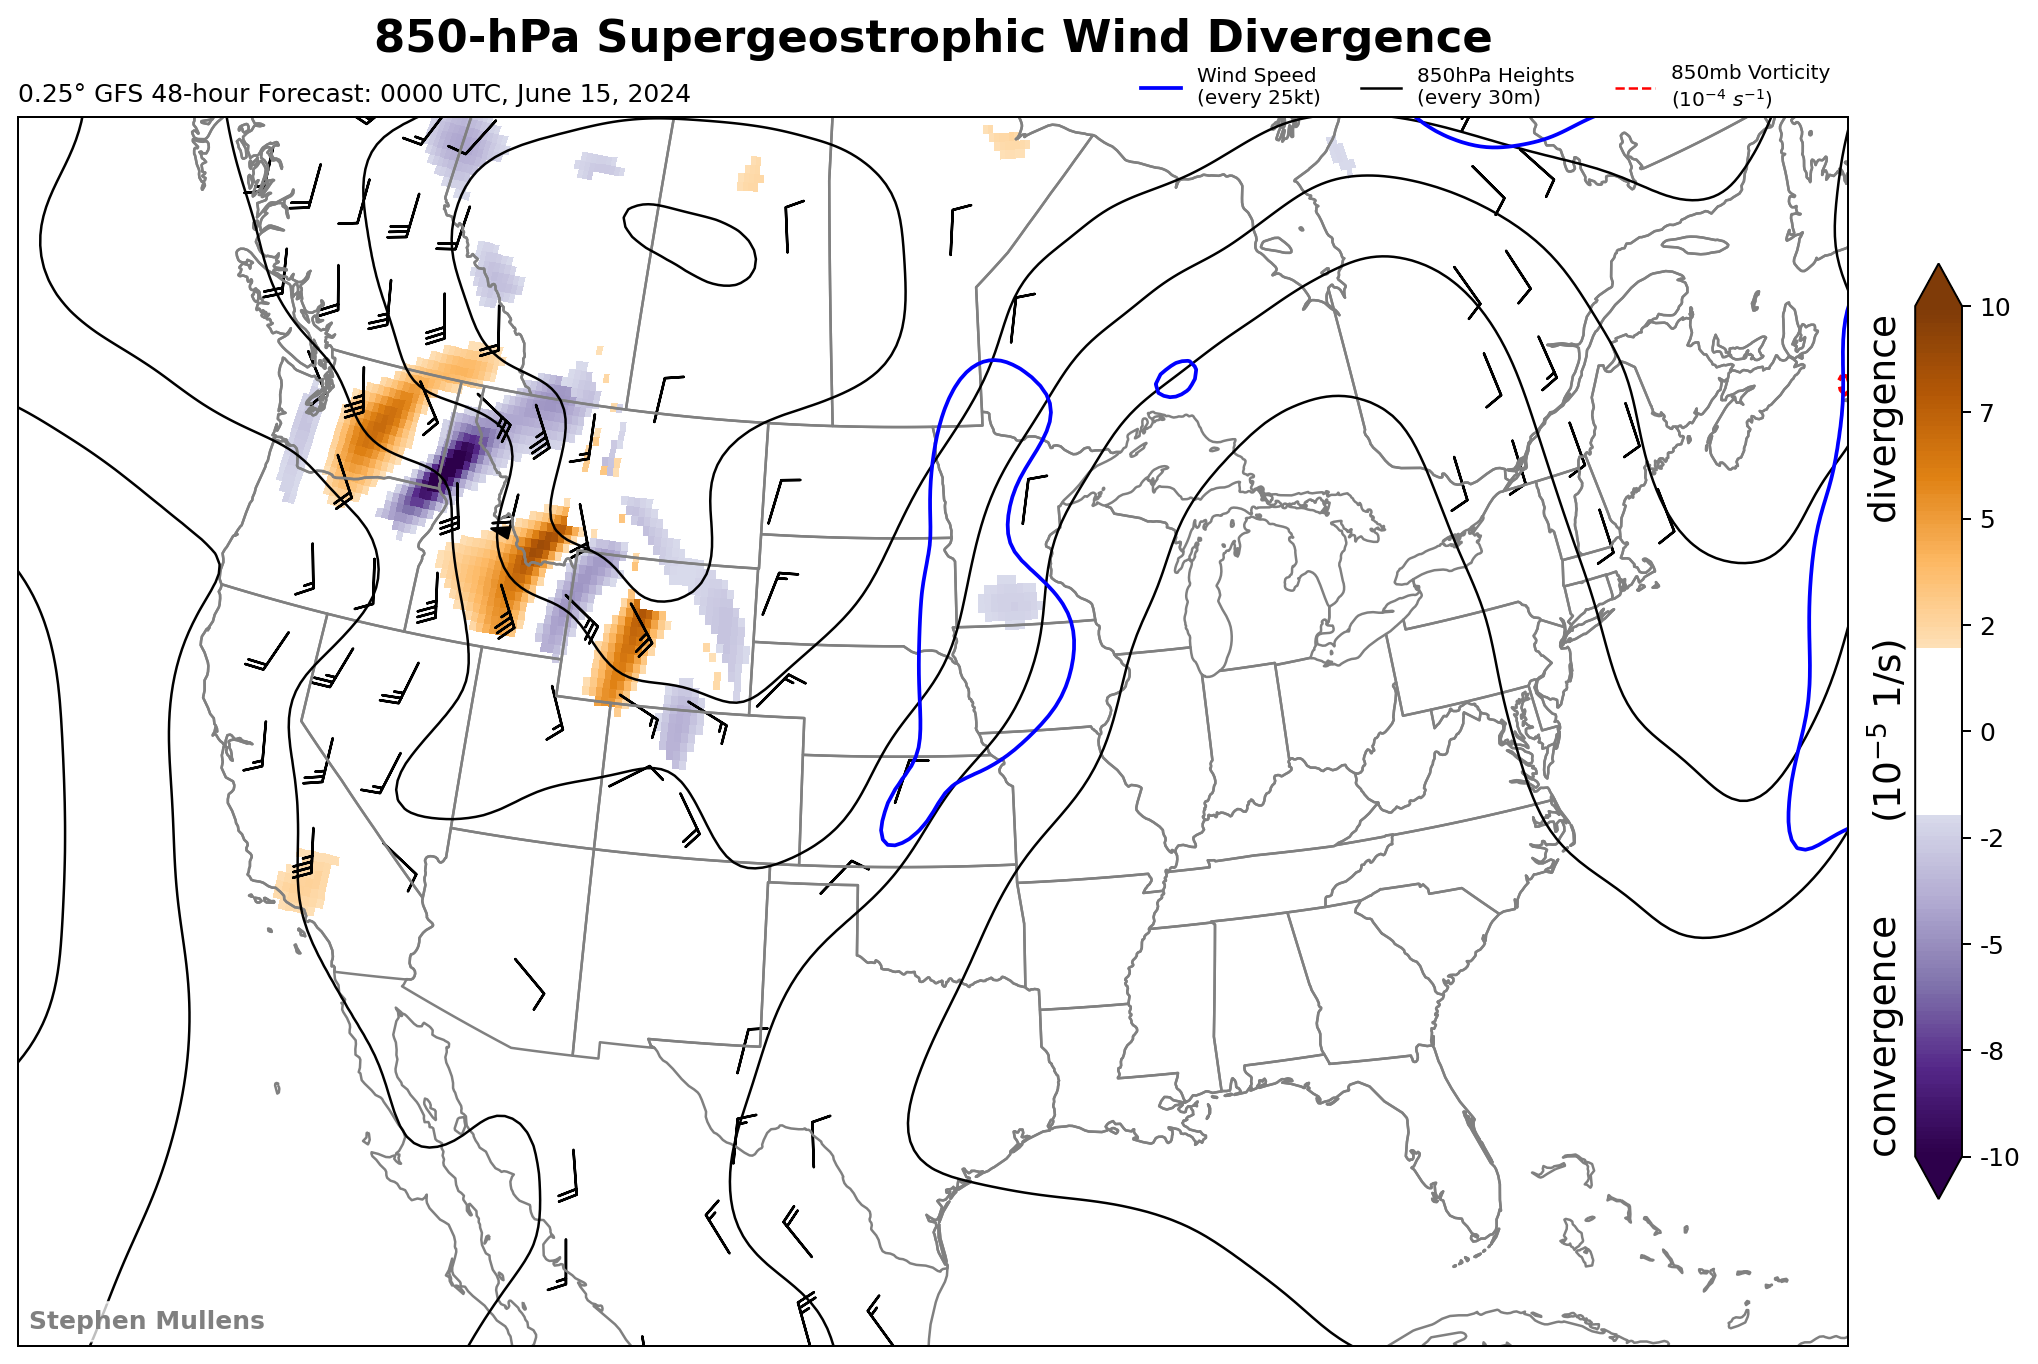 850-hPa Supergeostrophic Wind Divergence
0.25° GFS 48-hour Forecast: 0000 UTC, June 15, 2024
Wind Speed
(every 25kt)
850hPa Heights
(every 30m)
850mb Vorticity
(10⁻⁴ s⁻¹)
10
7
5
2
0
-2
-5
-8
-10
convergence (10⁻⁵ 1/s) divergence
Stephen Mullens